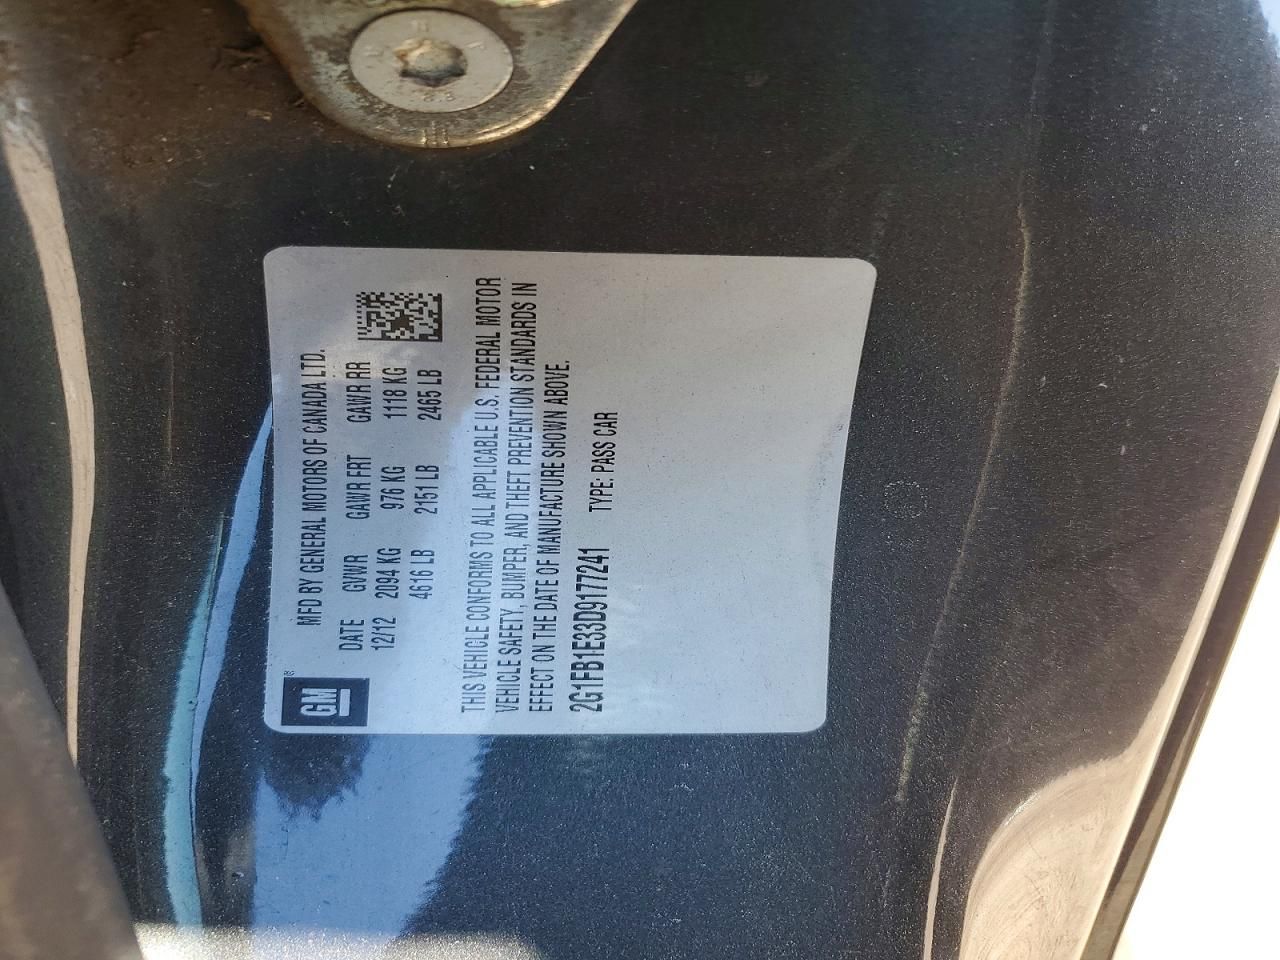 GM
®
MFD BY GENERAL MOTORS OF CANADA LTD.
DATE GVWR GAWR FRT GAWR RR
12/12 2094 KG 976 KG 1118 KG
4616 LB 2151 LB 2465 LB
THIS VEHICLE CONFORMS TO ALL APPLICABLE U.S. FEDERAL MOTOR
VEHICLE SAFETY, BUMPER, AND THEFT PREVENTION STANDARDS IN
EFFECT ON THE DATE OF MANUFACTURE SHOWN ABOVE.
2G1FB1E33D9177241 TYPE: PASS CAR